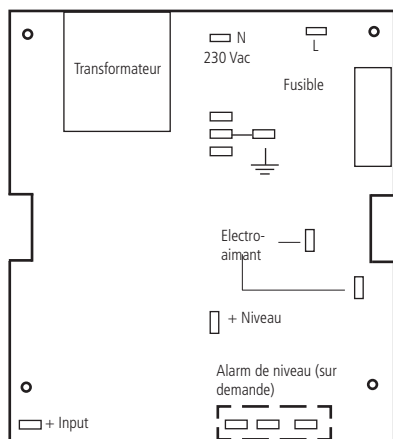 N
L
230 Vac
Transformateur
Fusible
Electro-
aimant
+ Niveau
Alarm de niveau (sur
demande)
+ Input